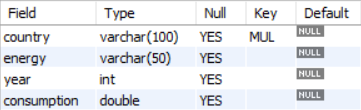 Field Type Null Key Default
country varchar(100) YES MUL NULL
energy varchar(50) YES NULL
year int YES NULL
consumption double YES NULL